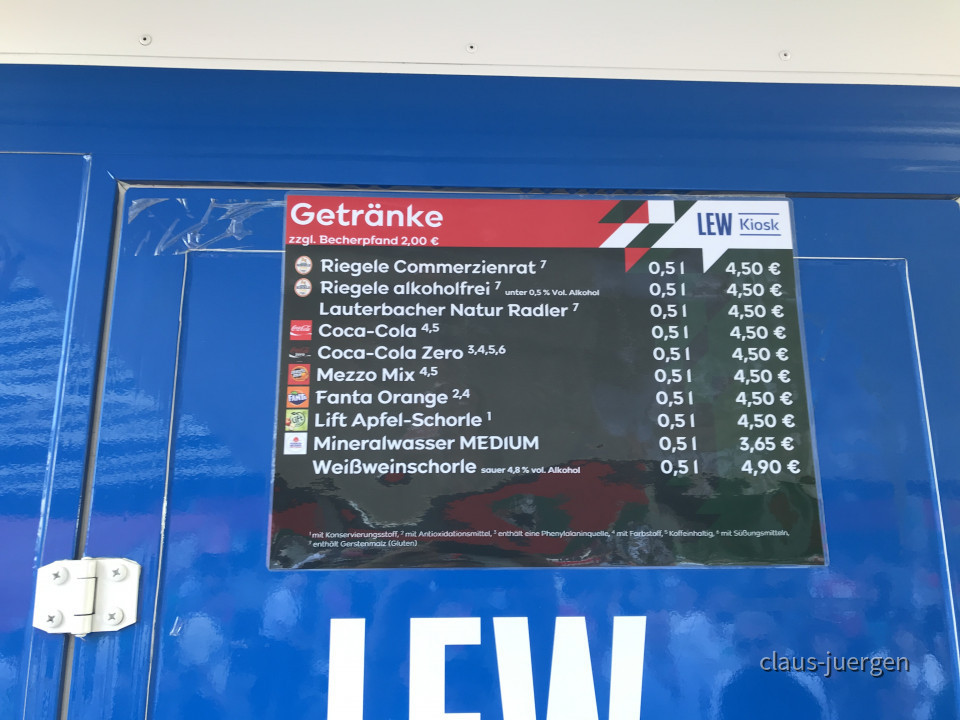 Getränke
zzgl. Becherpfand 2,00 €
LEW Kiosk
Riegele Commerzienrat ⁷ 0,5 l 4,50 €
Riegele alkoholfrei ⁷ unter 0,5 % Vol. Alkohol 0,5 l 4,50 €
Lauterbacher Natur Radler ⁷ 0,5 l 4,50 €
Coca-Cola ⁴,⁵ 0,5 l 4,50 €
Coca-Cola Zero ³,⁴,⁵,⁶ 0,5 l 4,50 €
Mezzo Mix ⁴,⁵ 0,5 l 4,50 €
Fanta Orange ²,⁴ 0,5 l 4,50 €
Lift Apfel-Schorle ¹ 0,5 l 4,50 €
Mineralwasser MEDIUM 0,5 l 3,65 €
Weißweinschorle sauer 4,8 % vol. Alkohol 0,5 l 4,90 €
¹ mit Konservierungsstoff, ² mit Antioxidationsmittel, ³ enthält eine Phenylalaninquelle, ⁴ mit Farbstoff, ⁵ Koffeinhaltig, ⁶ mit Süßungsmitteln,
⁷ enthält Gerstenmalz (Gluten)
LEW
claus-juergen